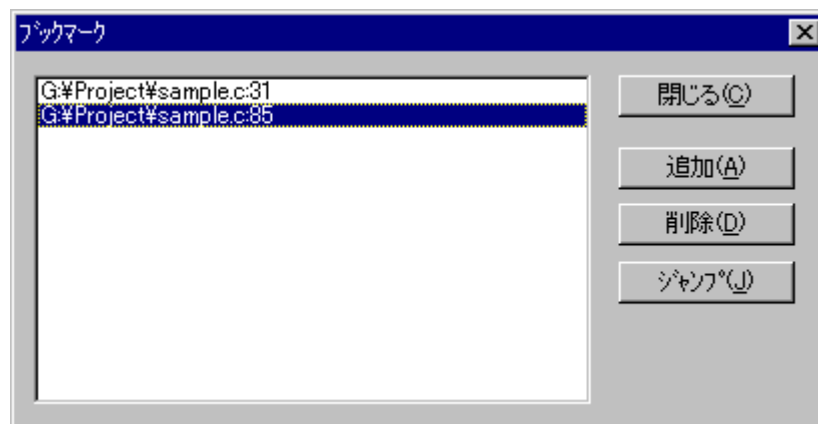 ﾌﾞｯｸﾏｰｸ
G:¥Project¥sample.c:31
G:¥Project¥sample.c:85
閉じる(C)
追加(A)
削除(D)
ｼﾞｬﾝﾌﾟ(J)